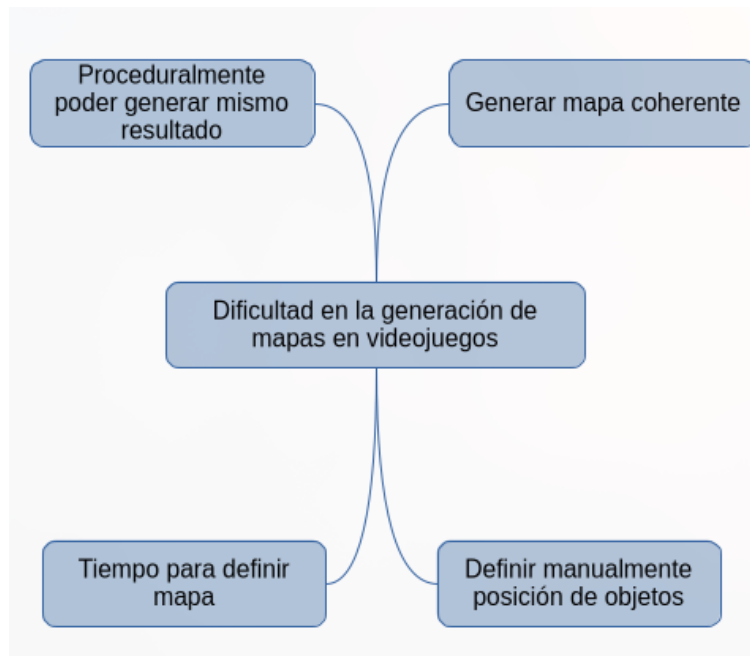 Proceduralmente
poder generar mismo
resultado
Generar mapa coherente
Dificultad en la generación de
mapas en videojuegos
Tiempo para definir
mapa
Definir manualmente
posición de objetos